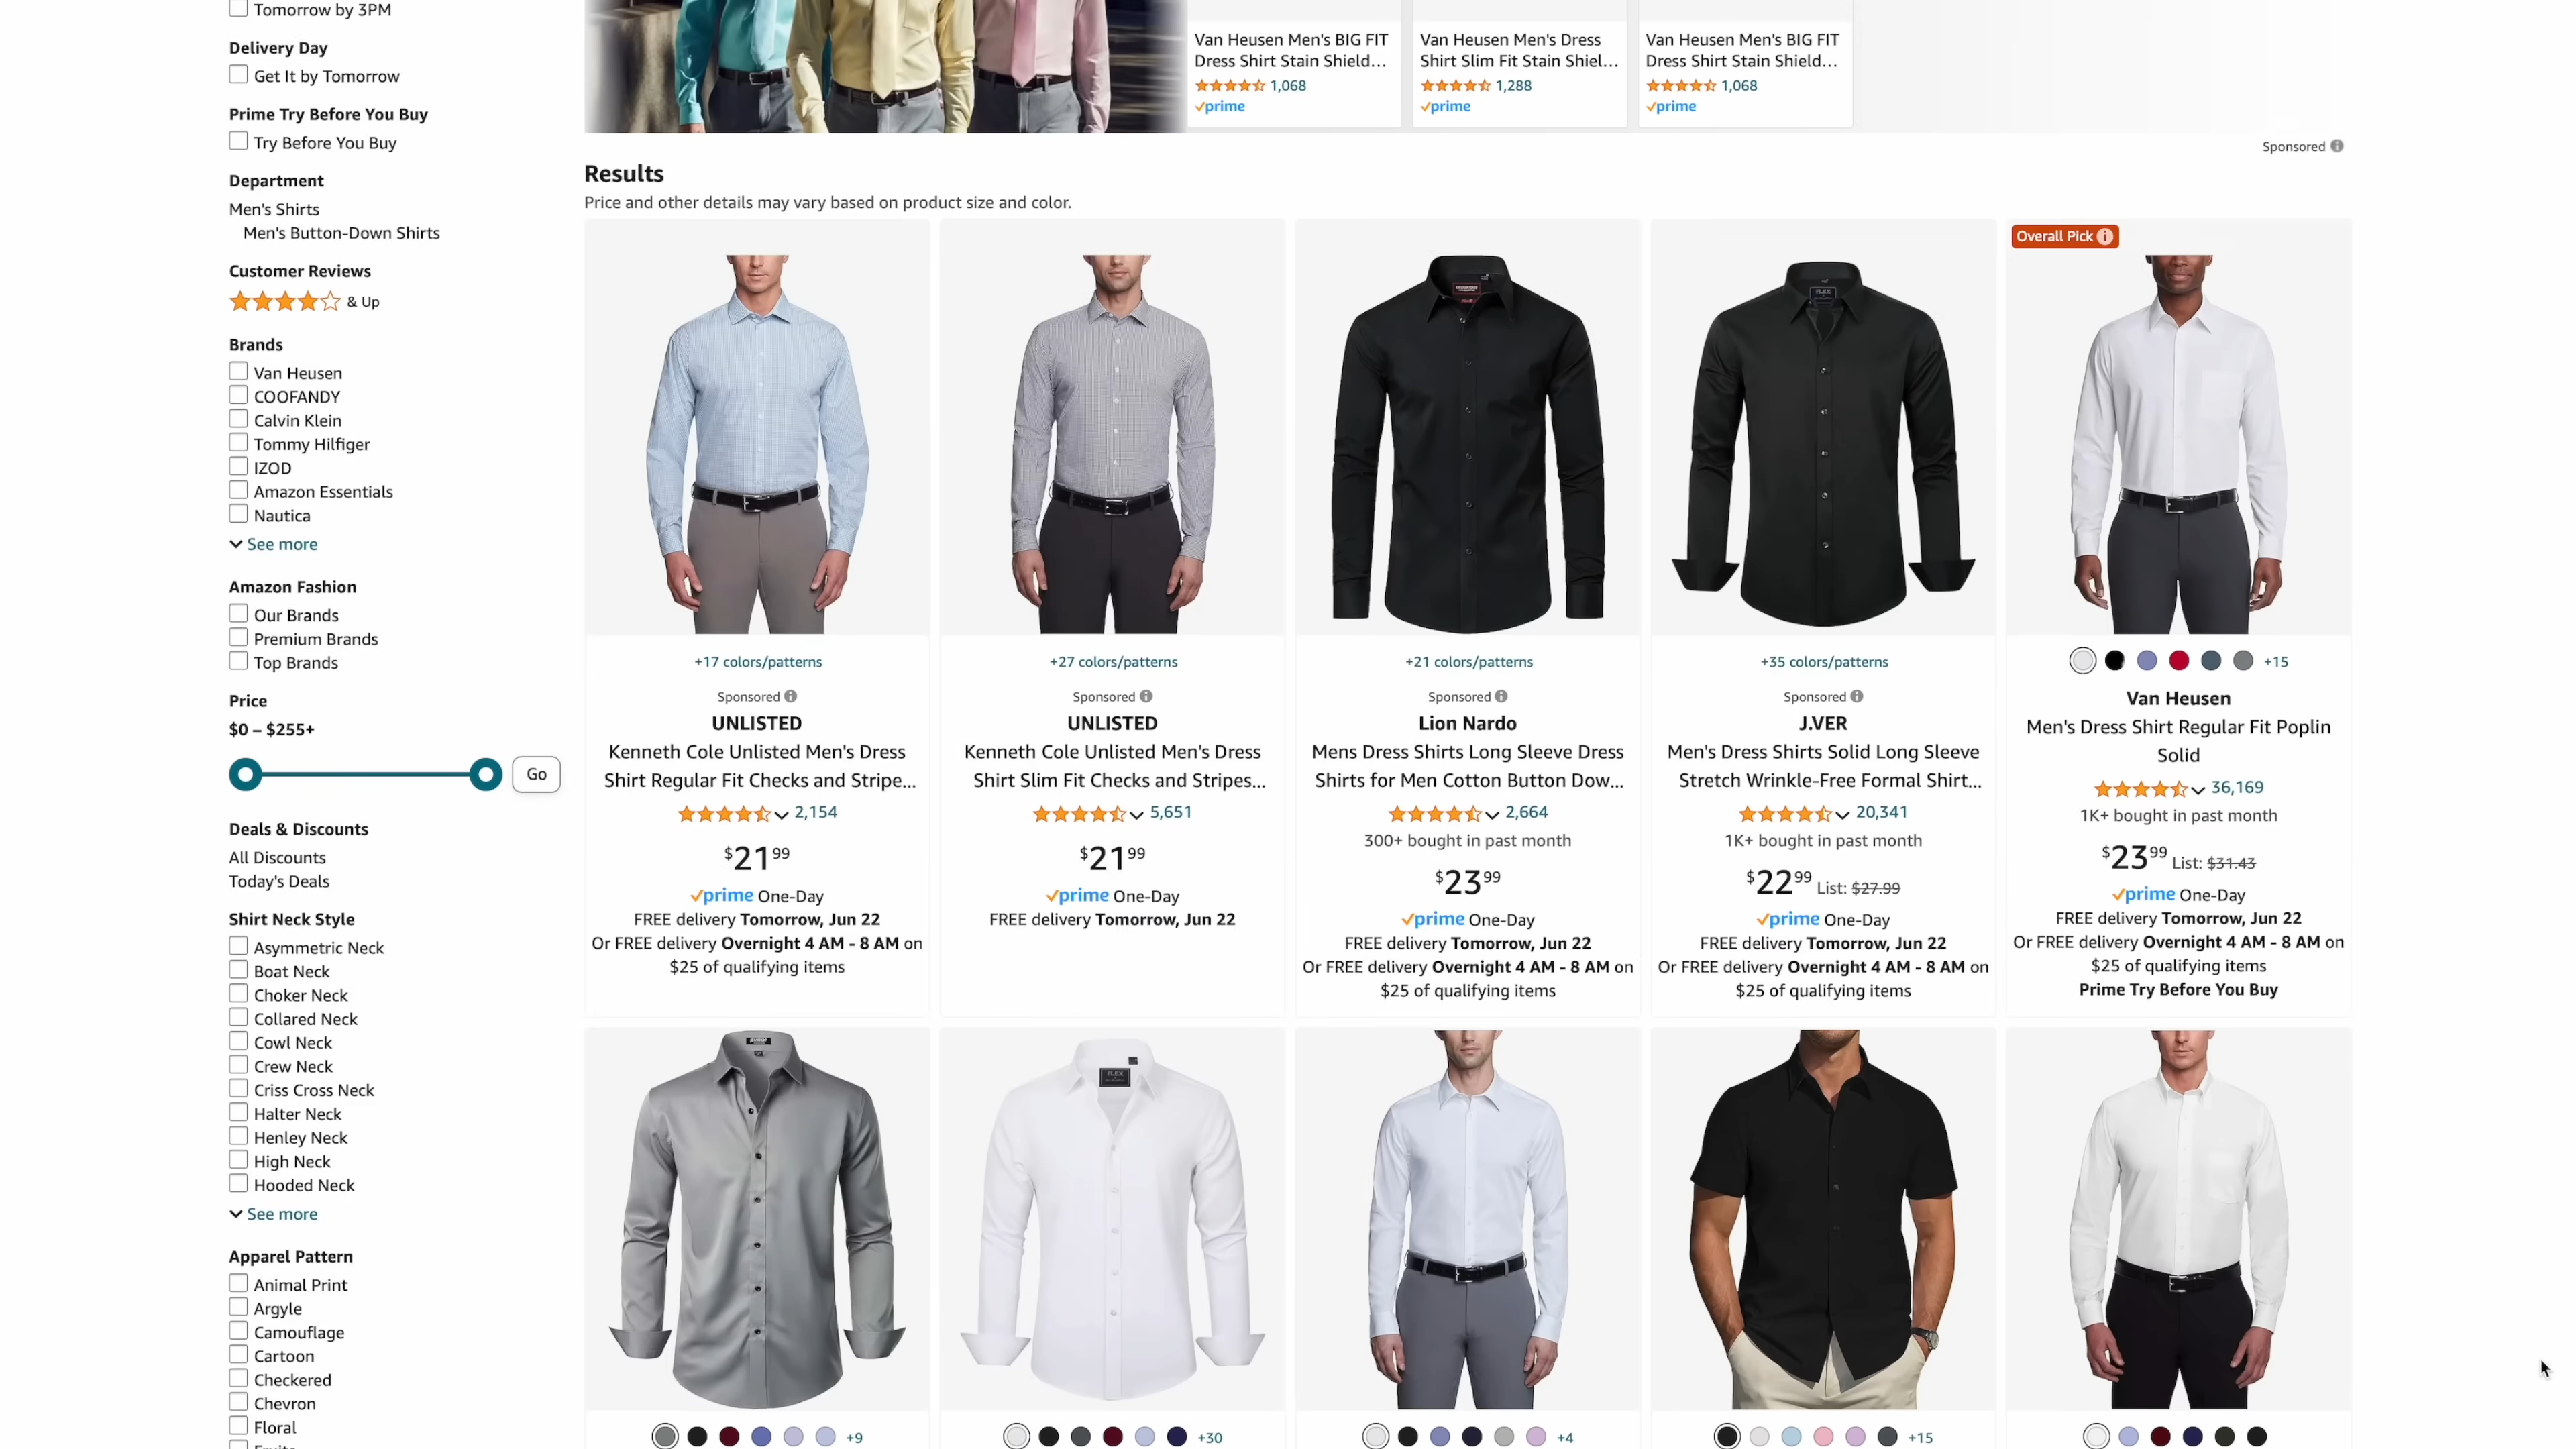 Tomorrow by 3PM
Delivery Day
Get It by Tomorrow
Prime Try Before You Buy
Try Before You Buy
Department
Men's Shirts
Men's Button-Down Shirts
Customer Reviews
& Up
Brands
Van Heusen
COOFANDY
Calvin Klein
Tommy Hilfiger
IZOD
Amazon Essentials
Nautica
See more
Amazon Fashion
Our Brands
Premium Brands
Top Brands
Price
$0 – $255+
Go
Deals & Discounts
All Discounts
Today's Deals
Shirt Neck Style
Asymmetric Neck
Boat Neck
Choker Neck
Collared Neck
Cowl Neck
Crew Neck
Criss Cross Neck
Halter Neck
Henley Neck
High Neck
Hooded Neck
See more
Apparel Pattern
Animal Print
Argyle
Camouflage
Cartoon
Checkered
Chevron
Floral
Van Heusen Men's BIG FIT
Dress Shirt Stain Shield...
1,068
prime
Van Heusen Men's Dress
Shirt Slim Fit Stain Shiel...
1,288
prime
Van Heusen Men's BIG FIT
Dress Shirt Stain Shield...
1,068
prime
Sponsored
Results
Price and other details may vary based on product size and color.
+17 colors/patterns
Sponsored
UNLISTED
Kenneth Cole Unlisted Men's Dress
Shirt Regular Fit Checks and Stripe...
2,154
$21 99
prime One-Day
FREE delivery Tomorrow, Jun 22
Or FREE delivery Overnight 4 AM - 8 AM on
$25 of qualifying items
+27 colors/patterns
Sponsored
UNLISTED
Kenneth Cole Unlisted Men's Dress
Shirt Slim Fit Checks and Stripes...
5,651
$21 99
prime One-Day
FREE delivery Tomorrow, Jun 22
+21 colors/patterns
Sponsored
Lion Nardo
Mens Dress Shirts Long Sleeve Dress
Shirts for Men Cotton Button Dow...
2,664
300+ bought in past month
$23 99
prime One-Day
FREE delivery Tomorrow, Jun 22
Or FREE delivery Overnight 4 AM - 8 AM on
$25 of qualifying items
FLEX
+35 colors/patterns
Sponsored
J.VER
Men's Dress Shirts Solid Long Sleeve
Stretch Wrinkle-Free Formal Shirt...
20,341
1K+ bought in past month
$22 99 List: $27.99
prime One-Day
FREE delivery Tomorrow, Jun 22
Or FREE delivery Overnight 4 AM - 8 AM on
$25 of qualifying items
Overall Pick
+15
Van Heusen
Men's Dress Shirt Regular Fit Poplin
Solid
36,169
1K+ bought in past month
$23 99 List: $31.43
prime One-Day
FREE delivery Tomorrow, Jun 22
Or FREE delivery Overnight 4 AM - 8 AM on
$25 of qualifying items
Prime Try Before You Buy
+9
FLEX
+30
+4
+15